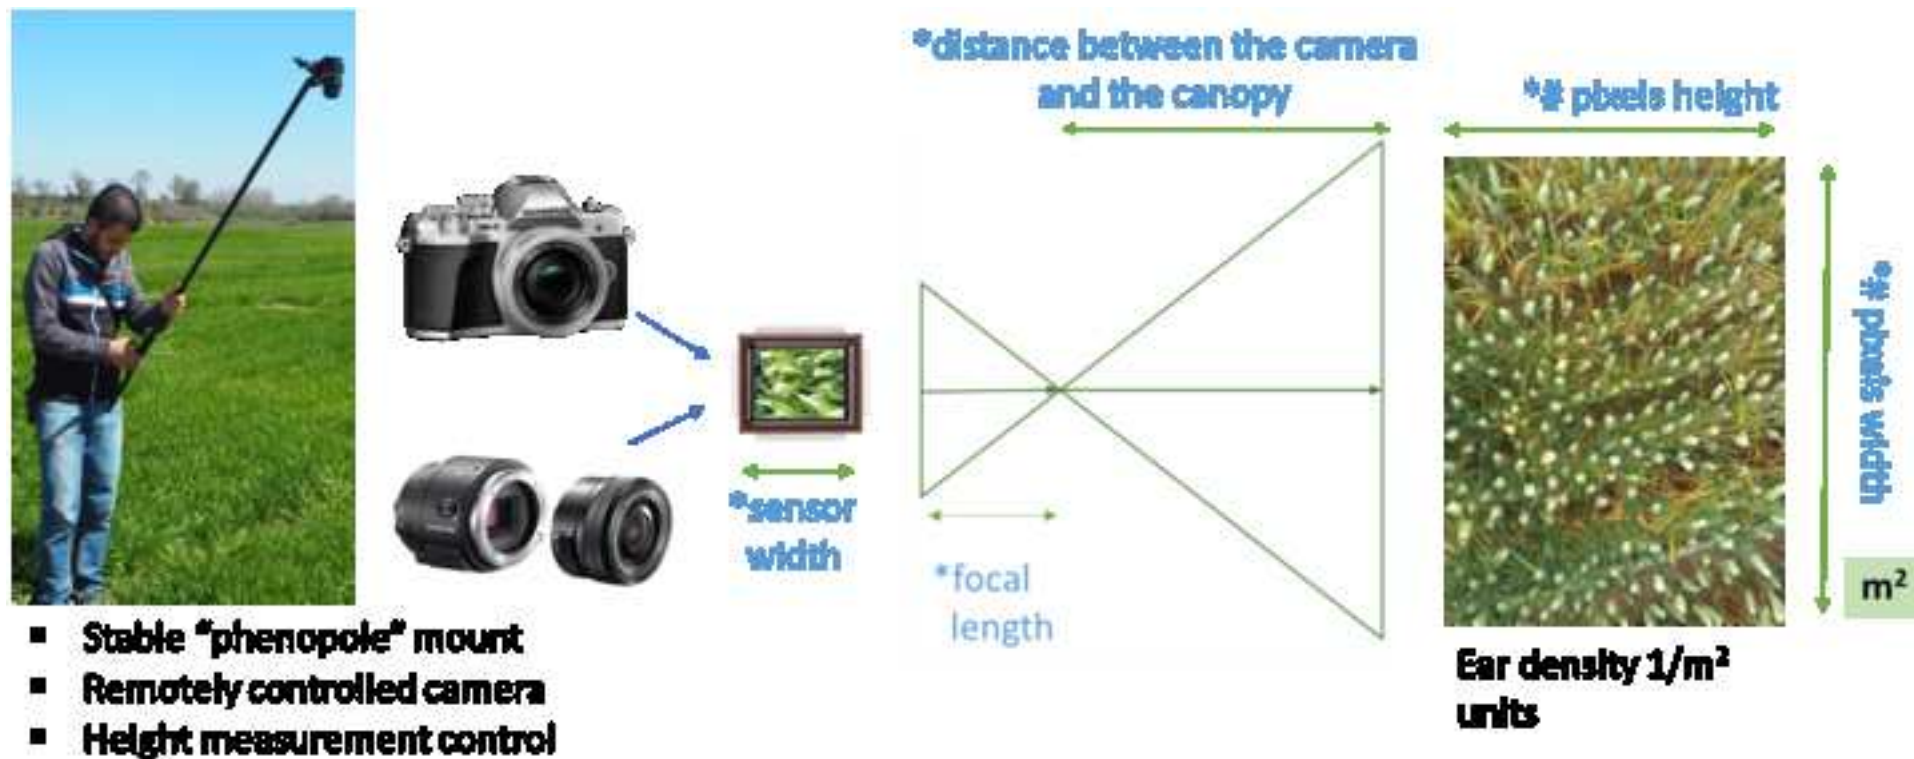 *distance between the camera
and the canopy
*# pixels height
*# pixels width
*sensor
width
*focal
length
m²
▪ Stable "phenopole" mount
▪ Remotely controlled camera
▪ Height measurement control
Ear density 1/m²
units